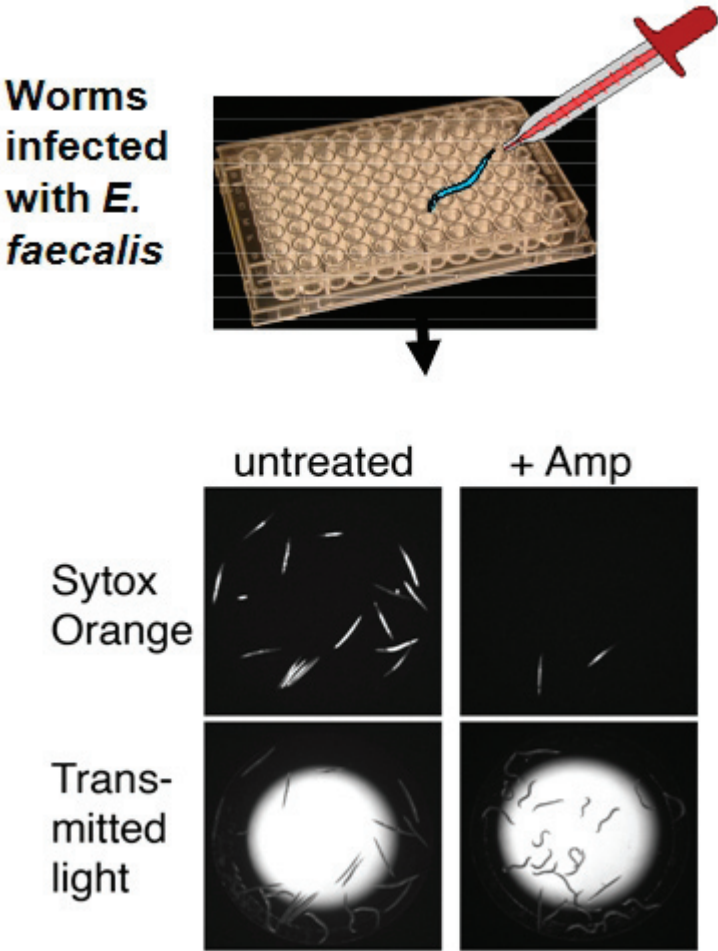 Worms
infected
with E.
faecalis
untreated
+ Amp
Sytox
Orange
Trans-
mitted
light